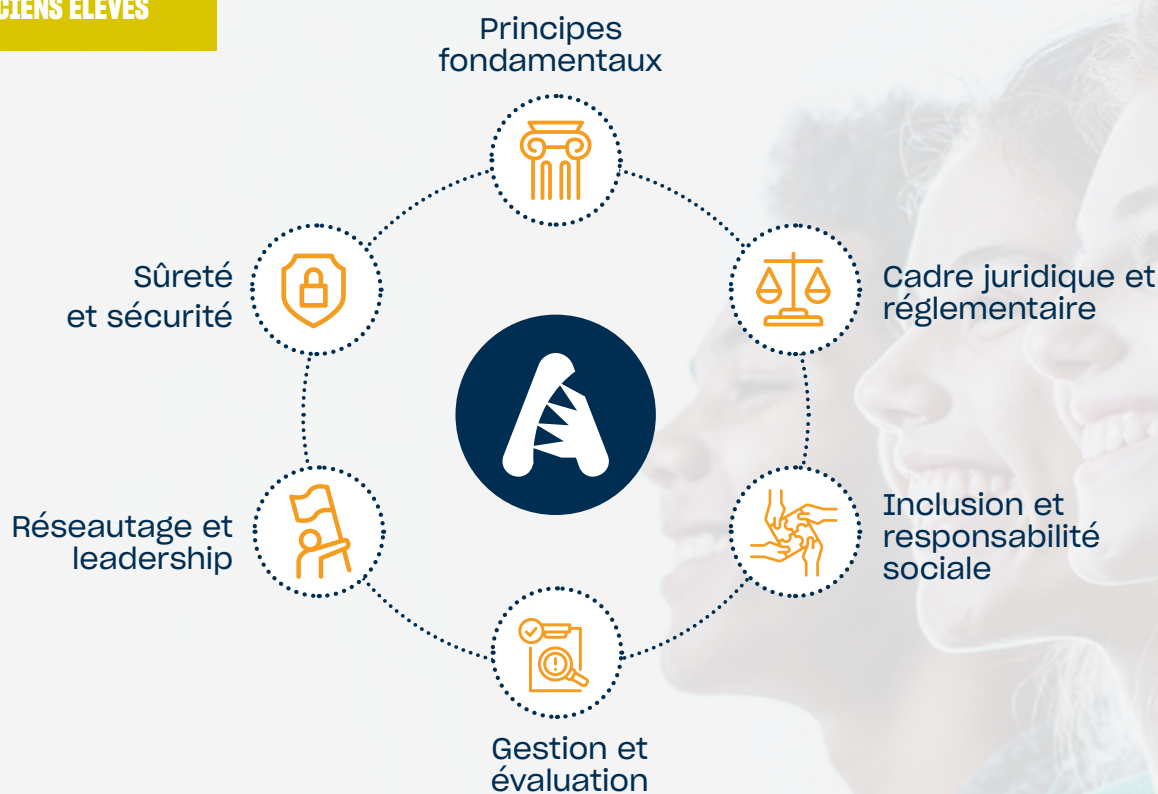 ÉLÈVES
Principes
fondamentaux
Cadre juridique et
réglementaire
Sûreté
et sécurité
Inclusion et
responsabilité
sociale
Réseautage et
leadership
Gestion et
évaluation